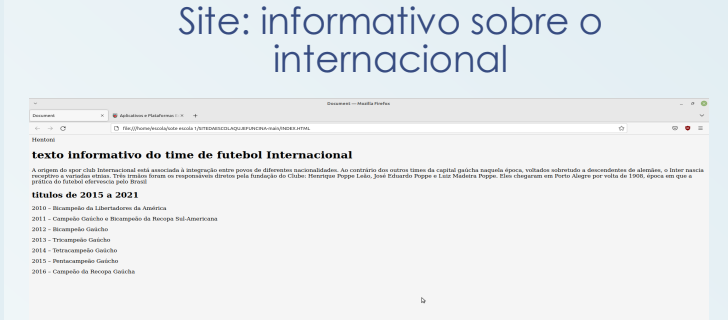 Site: informativo sobre o
internacional
Document — Mozilla Firefox
Document
Aplicativos e Plataformas
file:///home/escola/sote escola 1/SITEDAESCOLAQUJEFUNCINA-main/INDEX.HTML
Hentoni
texto informativo do time de futebol Internacional
A origem do spor club Internacional está associada à integração entre povos de diferentes nacionalidades. Ao contrário dos outros times da capital gaúcha naquela época, voltados sobretudo a descendentes de alemães, o Inter nascia
receptivo a variadas etnias. Três irmãos foram os responsáveis diretos pela fundação do Clube: Henrique Poppe Leão, José Eduardo Poppe e Luiz Madeira Poppe. Eles chegaram em Porto Alegre por volta de 1908, época em que a
prática do futebol efervescia pelo Brasil
titulos de 2015 a 2021
2010 – Bicampeão da Libertadores da América
2011 – Campeão Gaúcho e Bicampeão da Recopa Sul-Americana
2012 – Bicampeão Gaúcho
2013 – Tricampeão Gaúcho
2014 – Tetracampeão Gaúcho
2015 – Pentacampeão Gaúcho
2016 – Campeão da Recopa Gaúcha